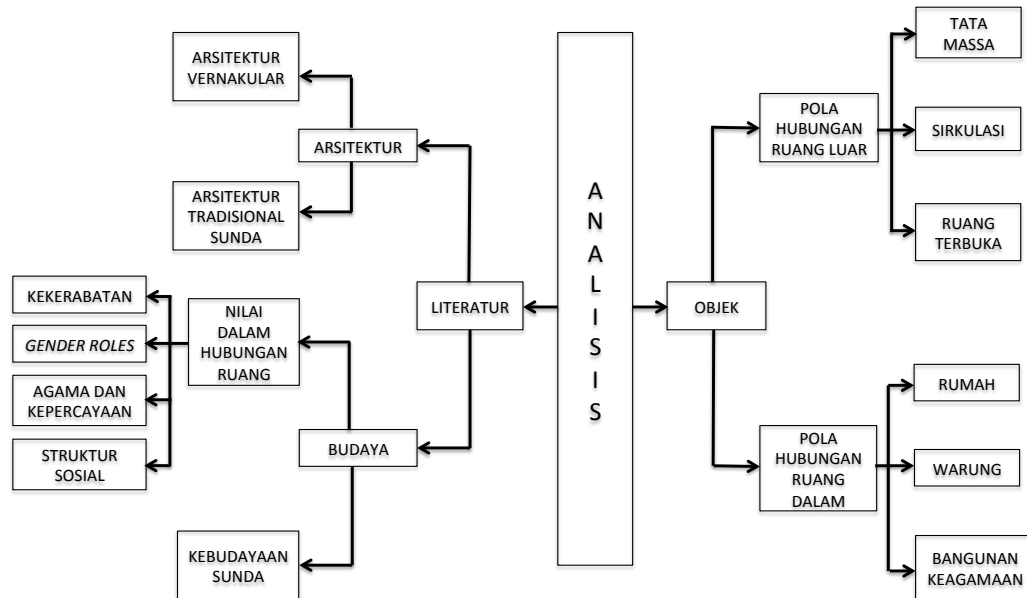 ARSITEKTUR
VERNAKULAR
ARSITEKTUR
ARSITEKTUR
TRADISIONAL
SUNDA
KEKERABATAN
GENDER ROLES
AGAMA DAN
KEPERCAYAAN
STRUKTUR
SOSIAL
NILAI
DALAM
HUBUNGAN
RUANG
BUDAYA
KEBUDAYAAN
SUNDA
LITERATUR
A
N
A
L
I
S
I
S
OBJEK
POLA
HUBUNGAN
RUANG LUAR
TATA
MASSA
SIRKULASI
RUANG
TERBUKA
POLA
HUBUNGAN
RUANG
DALAM
RUMAH
WARUNG
BANGUNAN
KEAGAMAAN